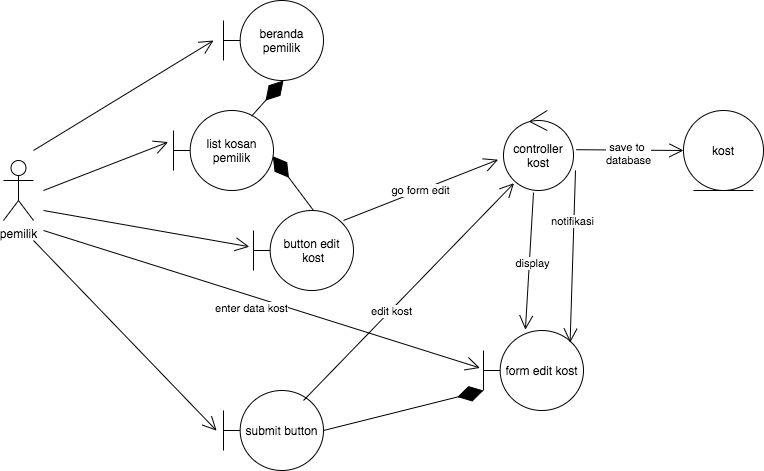 beranda
pemilik
list kosan
pemilik
controller
kost
save to
database
kost
go form edit
notifikasi
pemilik
button edit
kost
display
enter data kost
edit kost
form edit kost
submit button